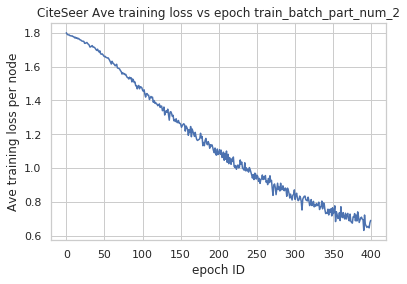 CiteSeer Ave training loss vs epoch train_batch_part_num_2
1.8
1.6
1.4
1.2
1.0
0.8
0.6
Ave training loss per node
0 50 100 150 200 250 300 350 400
epoch ID